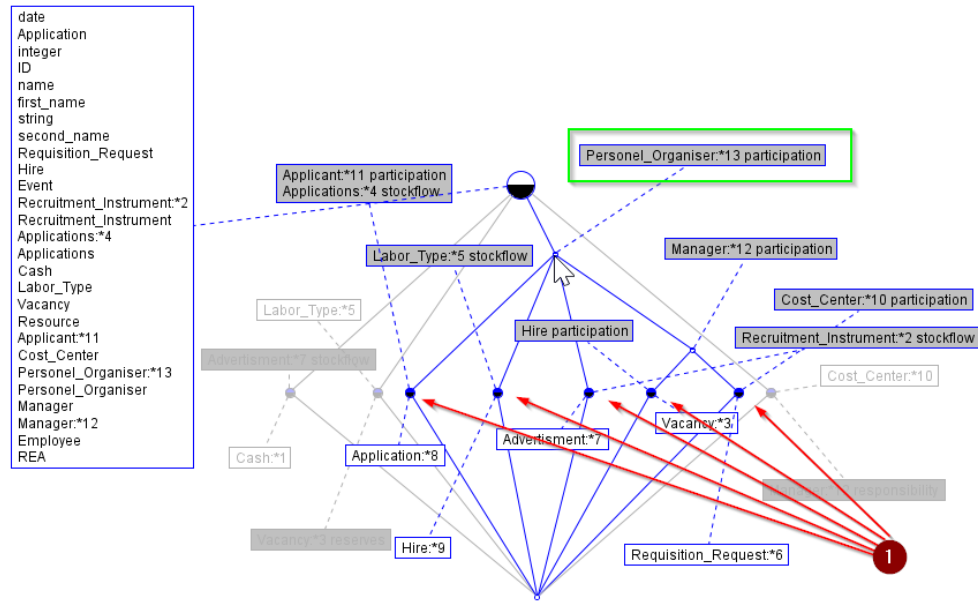 date
Application
integer
ID
name
first_name
string
second_name
Requisition_Request
Hire
Event
Recruitment_Instrument:*2
Recruitment_Instrument
Applications:*4
Applications
Cash
Labor_Type
Vacancy
Resource
Applicant:*11
Cost_Center
Personel_Organiser:*13
Personel_Organiser
Manager
Manager:*12
Employee
REA
Personel_Organiser:*13 participation
Applicant:*11 participation
Applications:*4 stockflow
Labor_Type:*5 stockflow
Manager:*12 participation
Cost_Center:*10 participation
Labor_Type:*5
Hire participation
Recruitment_Instrument:*2 stockflow
Advertisment:*7 stockflow
Cost_Center:*10
Vacancy:*3
Advertisment:*7
Application:*8
Cash:*1
responsibility
Vacancy:*3 reserves
Hire:*9
Requisition_Request:*6
1